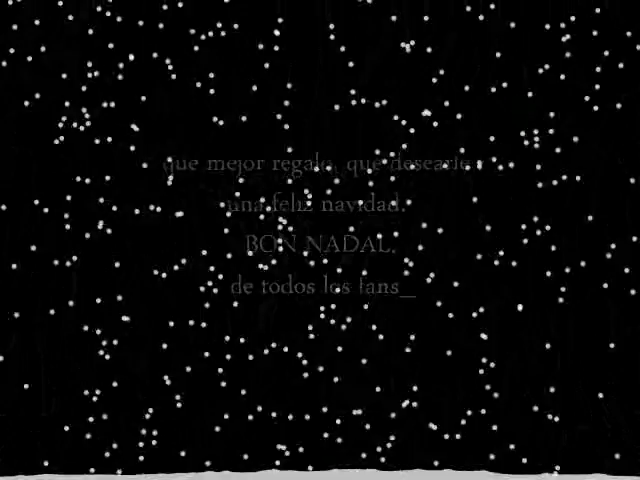 que mejor regalo, que desearte
una feliz navidad.
BON NADAL.
de todos los fans_